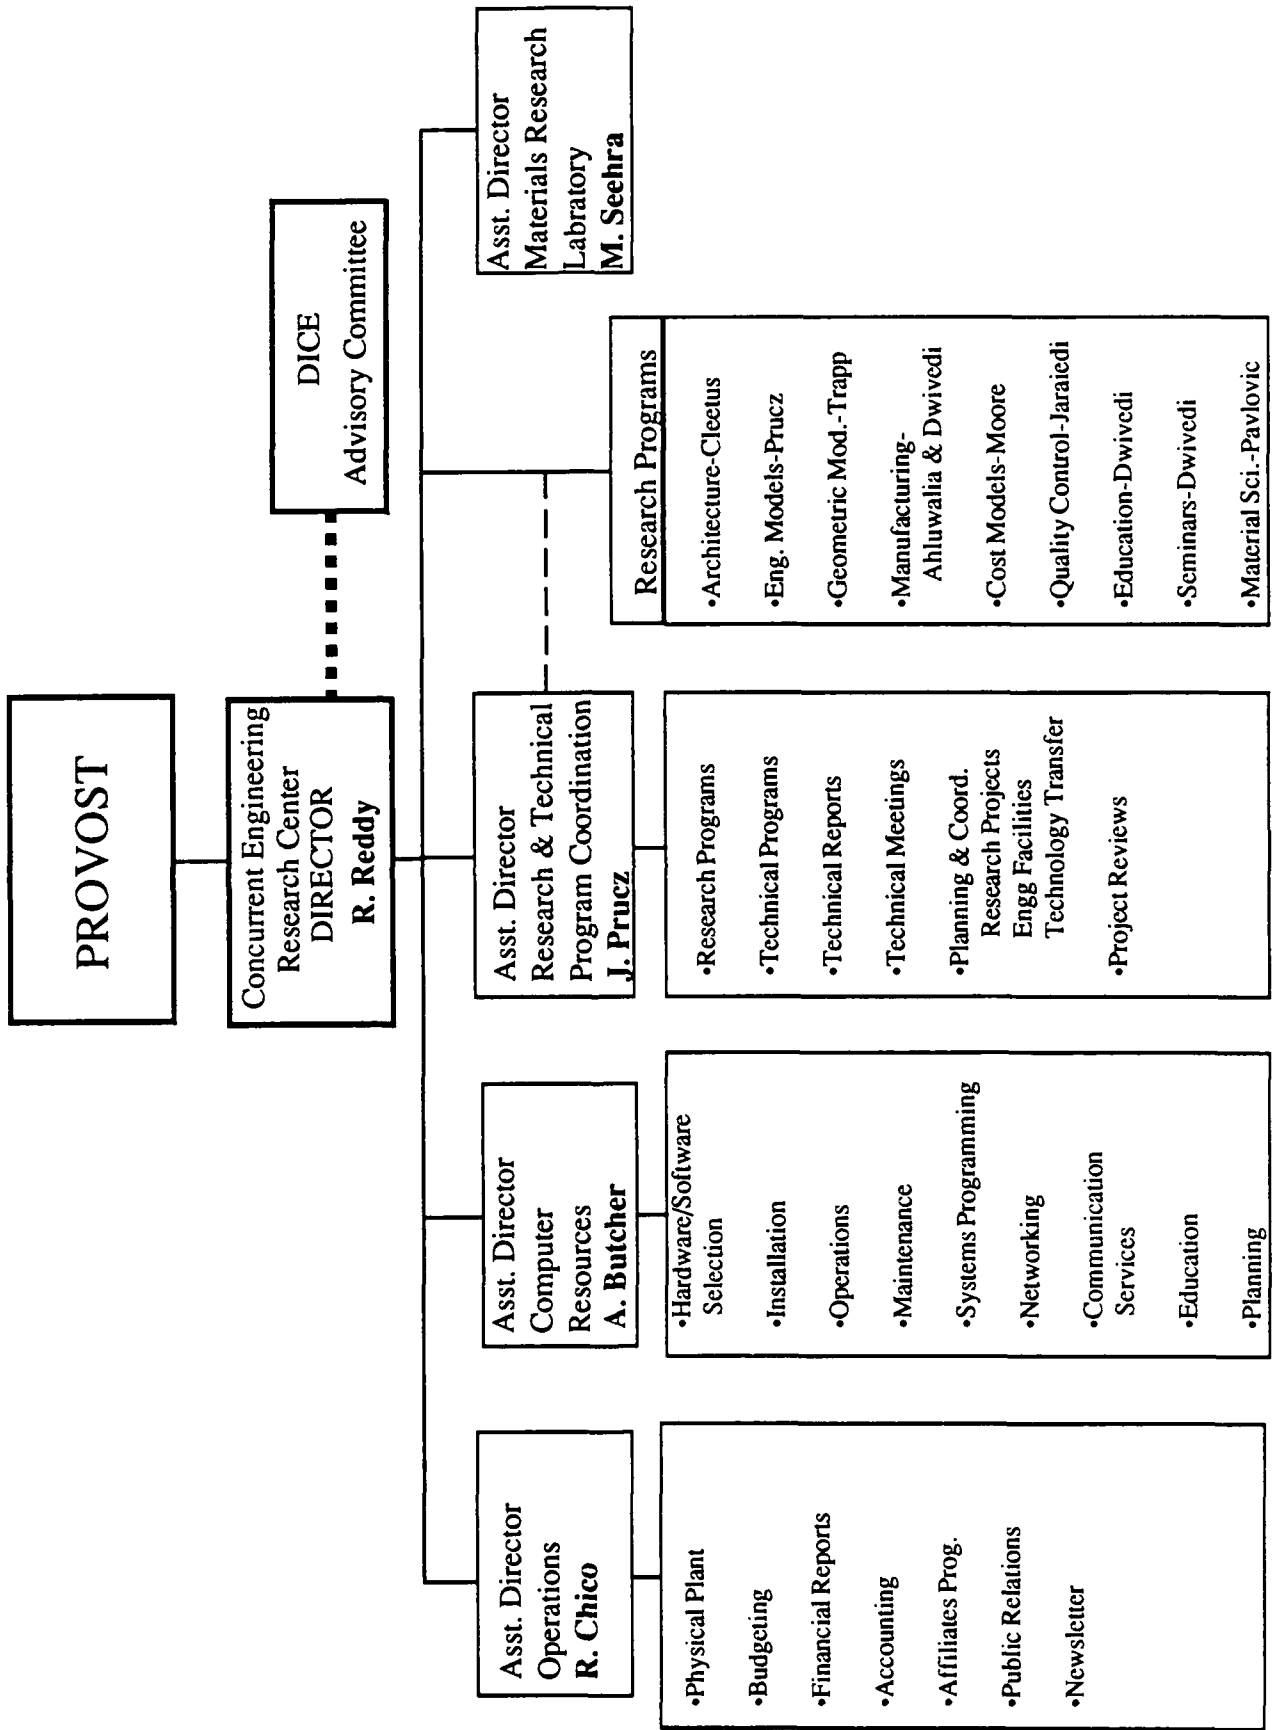 PROVOST
Concurrent Engineering
Research Center
DIRECTOR
R. Reddy
DICE
Advisory Committee
Asst. Director
Operations
R. Chico
•Physical Plant
•Budgeting
•Financial Reports
•Accounting
•Affiliates Prog.
•Public Relations
•Newsletter
Asst. Director
Computer
Resources
A. Butcher
•Hardware/Software
Selection
•Installation
•Operations
•Maintenance
•Systems Programming
•Networking
•Communication
Services
•Education
•Planning
Asst. Director
Research & Technical
Program Coordination
J. Prucz
•Research Programs
•Technical Programs
•Technical Reports
•Technical Meetings
•Planning & Coord.
Research Projects
Engg Facilities
Technology Transfer
•Project Reviews
Research Programs
•Architecture-Cleetus
•Eng. Models-Prucz
•Geometric Mod.-Trapp
•Manufacturing-
Ahluwalia & Dwivedi
•Cost Models-Moore
•Quality Control-Jaraiedi
•Education-Dwivedi
•Seminars-Dwivedi
•Material Sci.-Pavlovic
Asst. Director
Materials Research
Labratory
M. Seehra